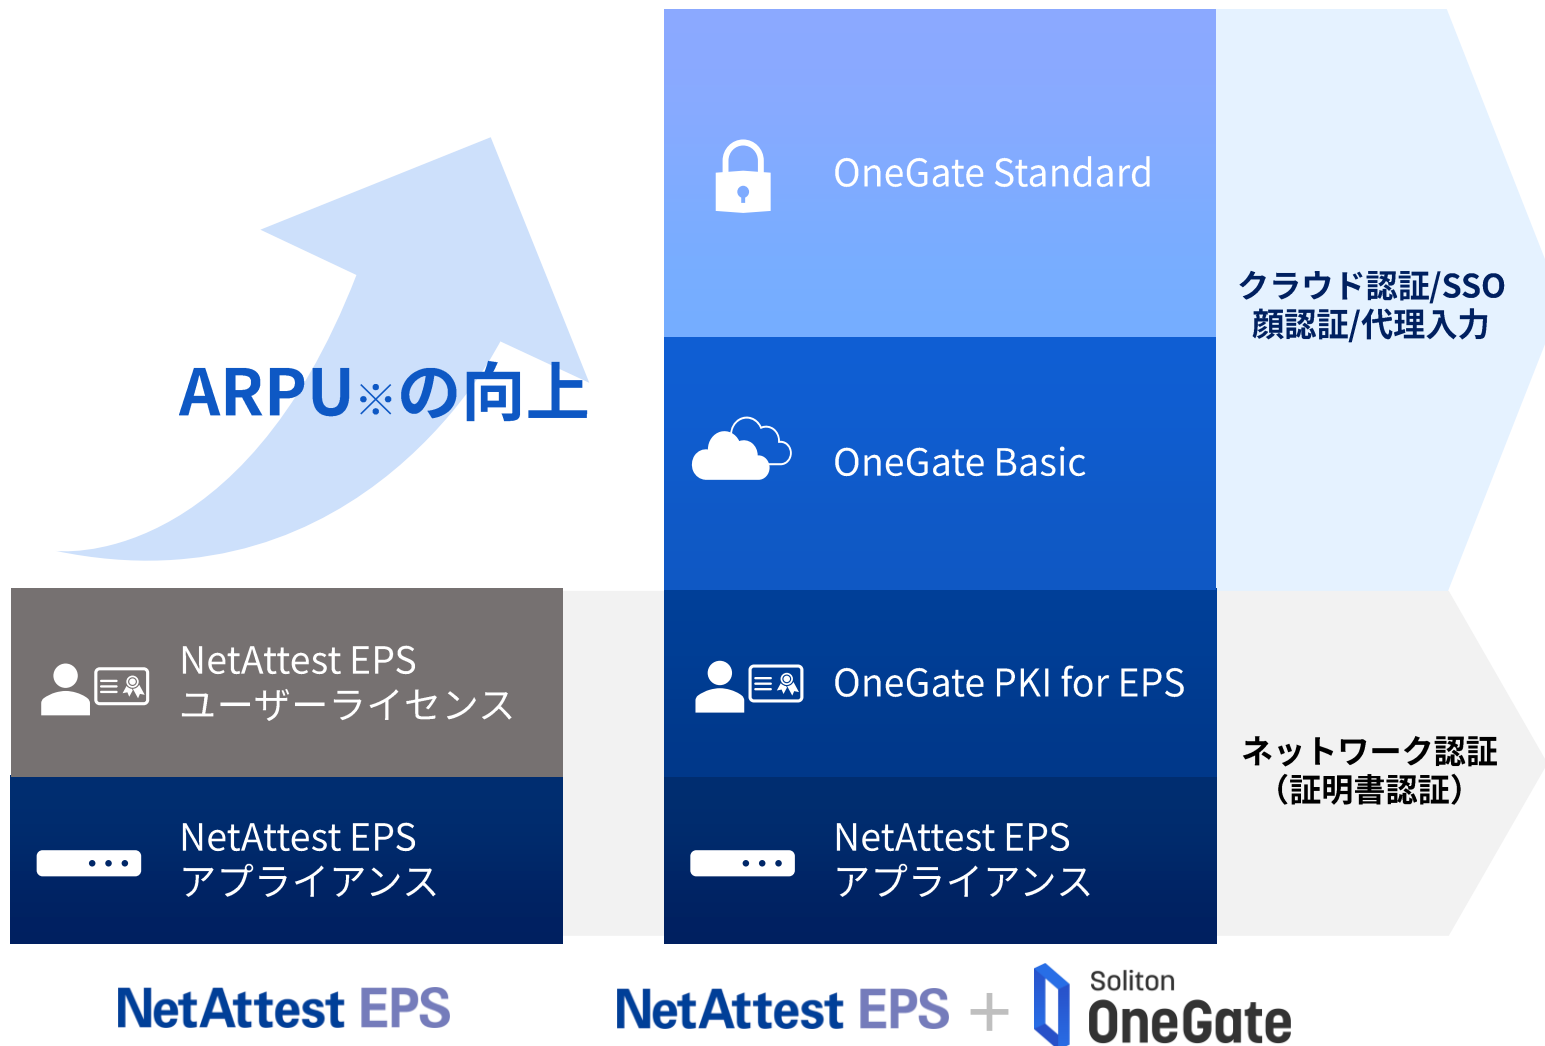 OneGate Standard
クラウド認証/SSO
顔認証/代理入力
ARPU※の向上
OneGate Basic
NetAttest EPS
ユーザーライセンス
OneGate PKI for EPS
ネットワーク認証
（証明書認証）
NetAttest EPS
アプライアンス
NetAttest EPS
アプライアンス
NetAttest EPS
NetAttest EPS + Soliton
OneGate